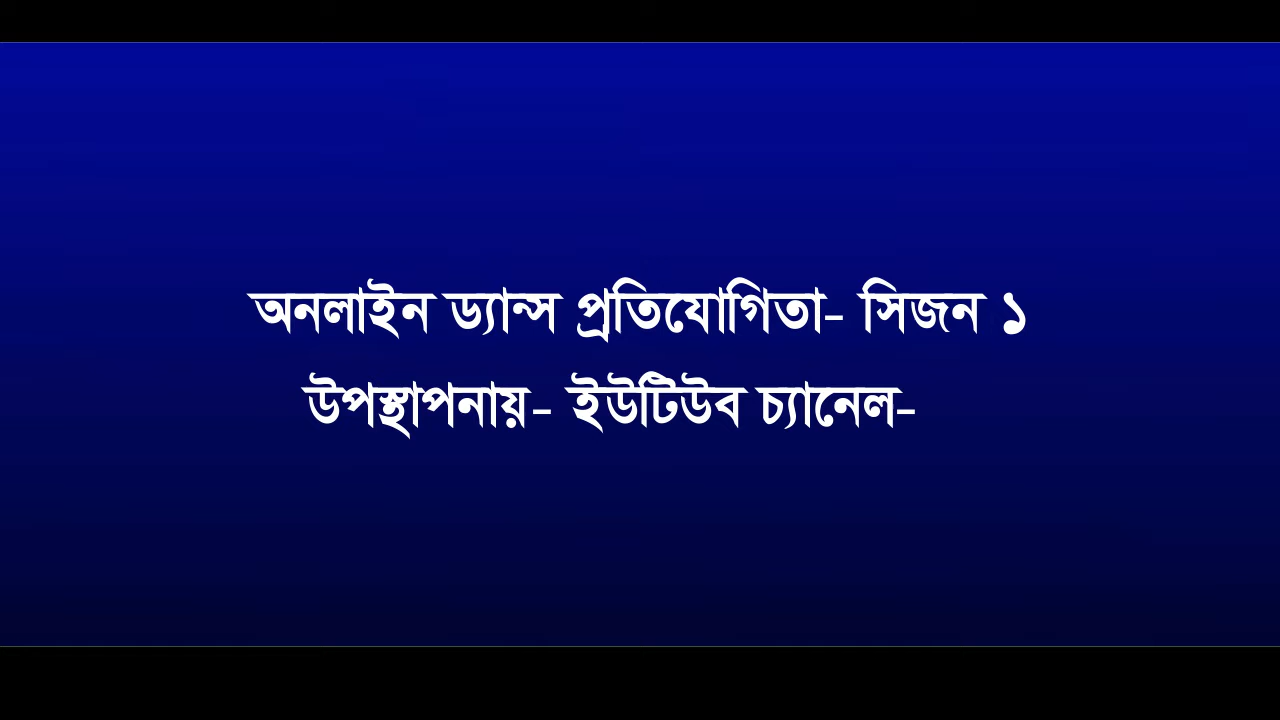 অনলাইন ড্যান্স প্রতিযোগিতা- সিজন ১
উপস্থাপনায়- ইউটিউব চ্যানেল-